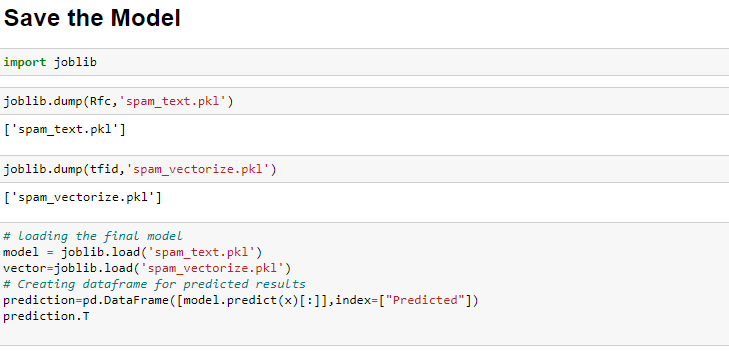 Save the Model
import joblib
joblib.dump(Rfc,'spam_text.pkl')
['spam_text.pkl']
joblib.dump(tfid,'spam_vectorize.pkl')
['spam_vectorize.pkl']
# Loading the final model
model = joblib.load('spam_text.pkl')
vector=joblib.load('spam_vectorize.pkl')
# Creating dataframe for predicted results
prediction=pd.DataFrame([model.predict(x)[:]],index=["Predicted"])
prediction.T